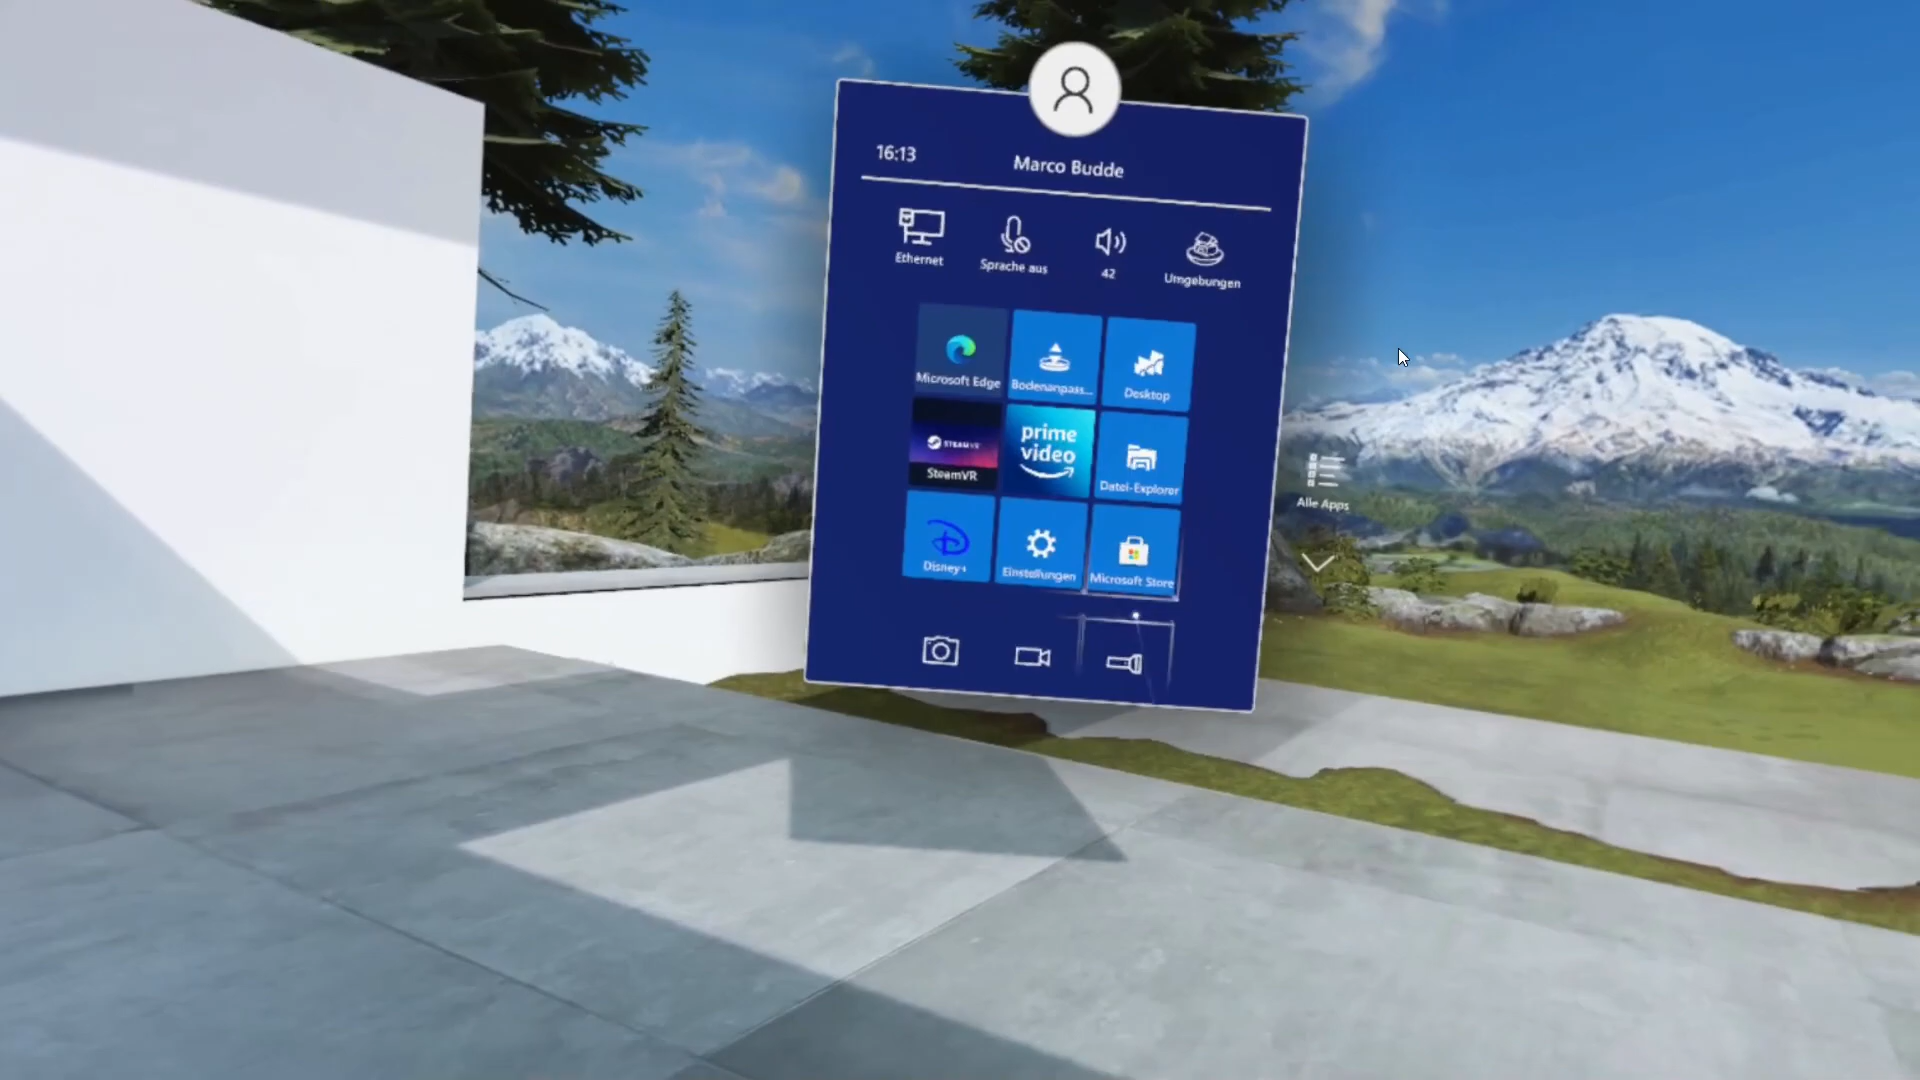 16:13
Marco Budde
Ethernet
Sprache aus
42
Umgebungen
Microsoft Edge
Bodenanpass...
Desktop
STEAMVR
SteamVR
prime video
Datei-Explorer
Disney+
Einstellungen
Microsoft Store
Alle Apps